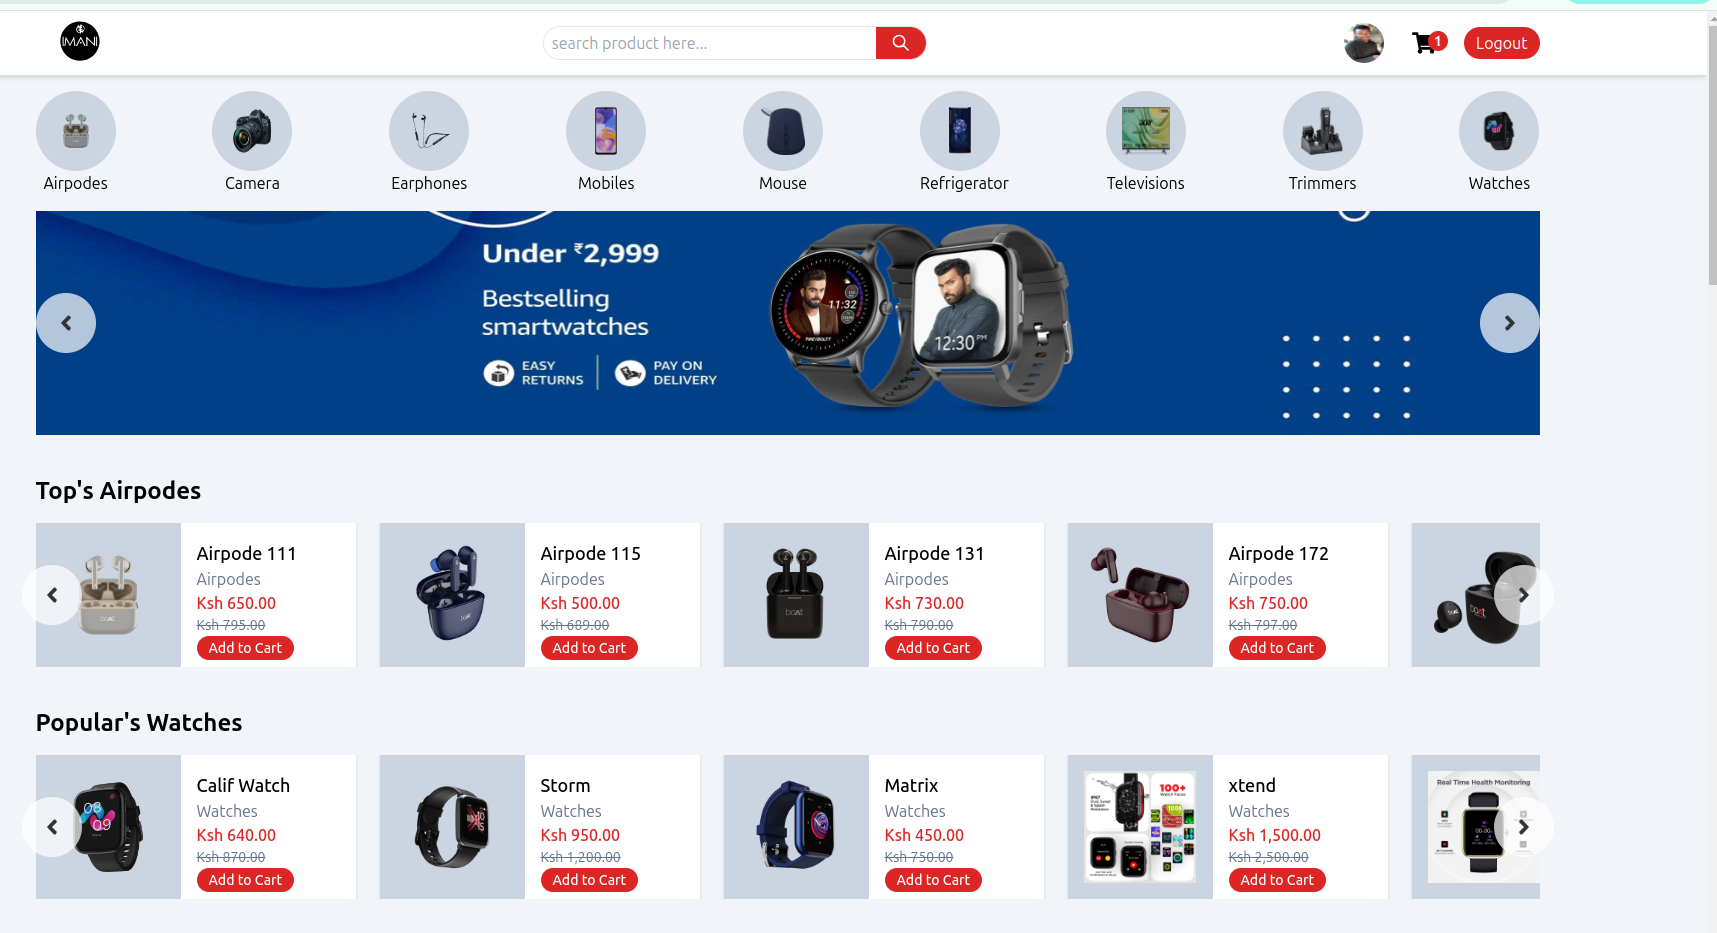 IMANI
search product here...
1
Logout
Airpodes
Camera
Earphones
Mobiles
Mouse
Refrigerator
Televisions
Trimmers
Watches
Under ₹2,999
Bestselling
smartwatches
EASY
RETURNS
PAY ON
DELIVERY
11:32
FIRE-BOLTT
12:30 PM
Top's Airpodes
Airpode 111
Airpodes
Ksh 650.00
Ksh 795.00
Add to Cart
Airpode 115
Airpodes
Ksh 500.00
Ksh 689.00
Add to Cart
Airpode 131
Airpodes
Ksh 730.00
Ksh 790.00
Add to Cart
Airpode 172
Airpodes
Ksh 750.00
Ksh 797.00
Add to Cart
Popular's Watches
Calif Watch
Watches
Ksh 640.00
Ksh 870.00
Add to Cart
Storm
Watches
Ksh 950.00
Ksh 1,200.00
Add to Cart
Matrix
Watches
Ksh 450.00
Ksh 750.00
Add to Cart
100+
Watch Faces
xtend
Watches
Ksh 1,500.00
Ksh 2,500.00
Add to Cart
Real Time Health Monitoring